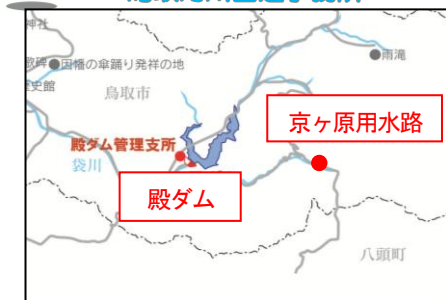 神社
因幡の傘踊り発祥の地
雨滝
鳥取市
京ヶ原用水路
殿ダム管理支所
袋川
殿ダム
八頭町